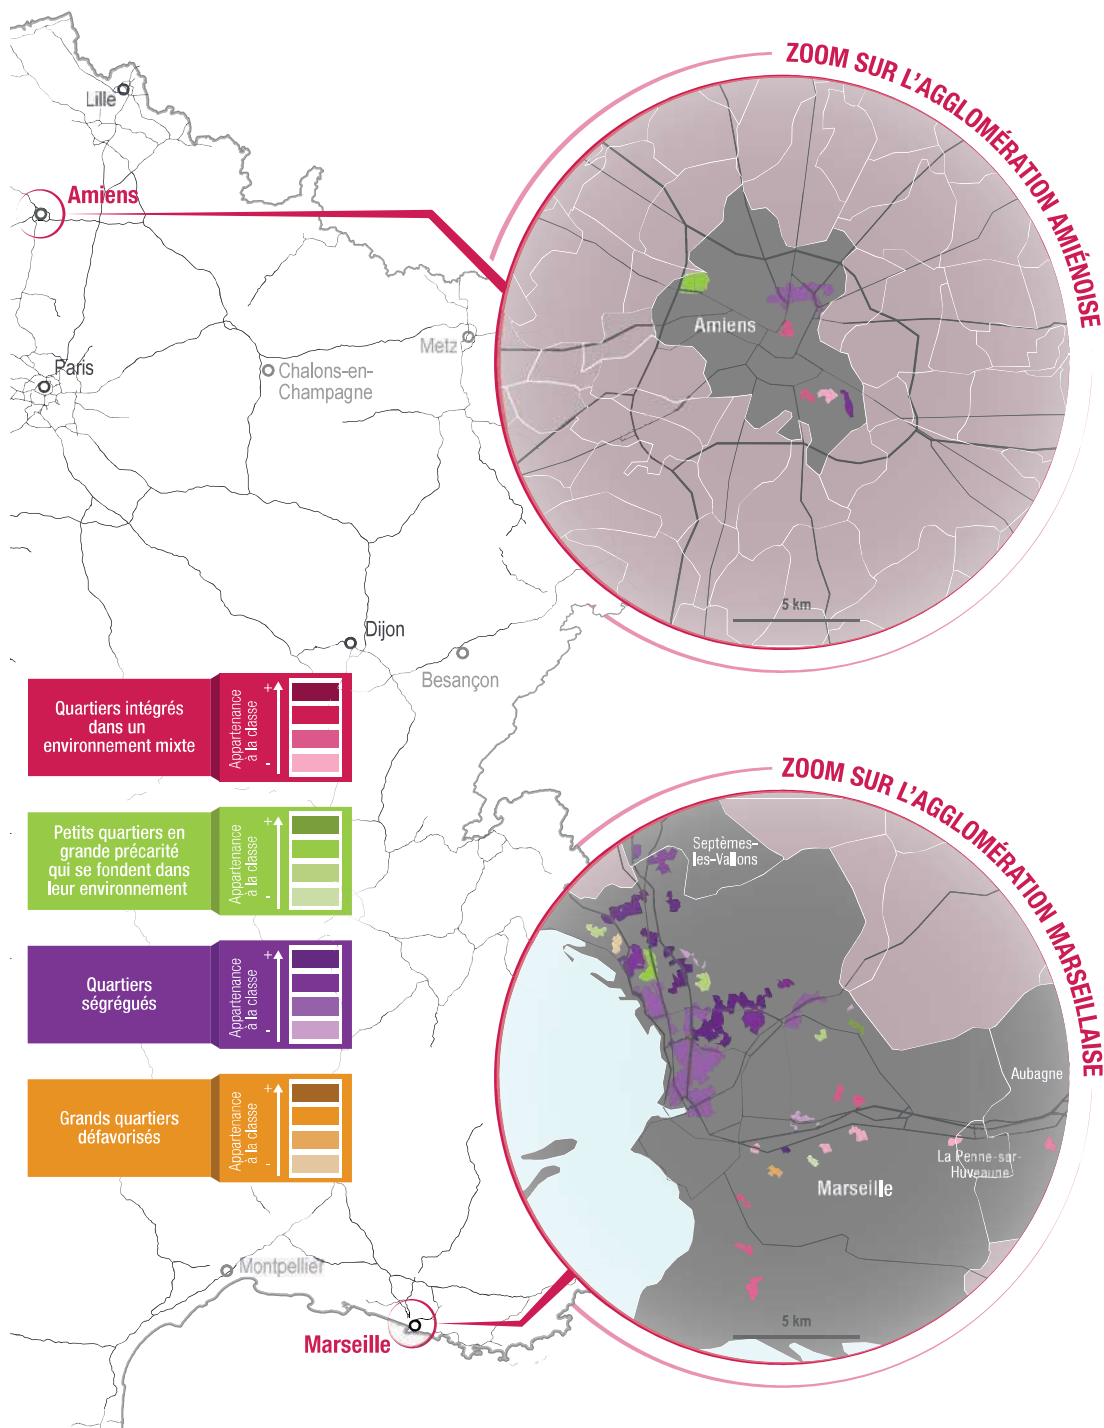 ZOOM SUR L'AGGLOMÉRATION AMIÉNOISE
Lille
Amiens
Amiens
Metz
Paris
Chalons-en-
Champagne
5 km
Dijon
Besançon
Quartiers intégrés
dans un
environnement mixte
Appartenance
à la classe
+
-
Petits quartiers en
grande précarité
qui se fondent dans
leur environnement
Appartenance
à la classe
+
-
Quartiers
ségrégués
Appartenance
à la classe
+
-
Grands quartiers
défavorisés
Appartenance
à la classe
+
-
ZOOM SUR L'AGGLOMÉRATION MARSEILLAISE
Septèmes-
les-Vallons
Aubagne
La Penne-sur-
Huveaune
Marseille
5 km
Montpellier
Marseille